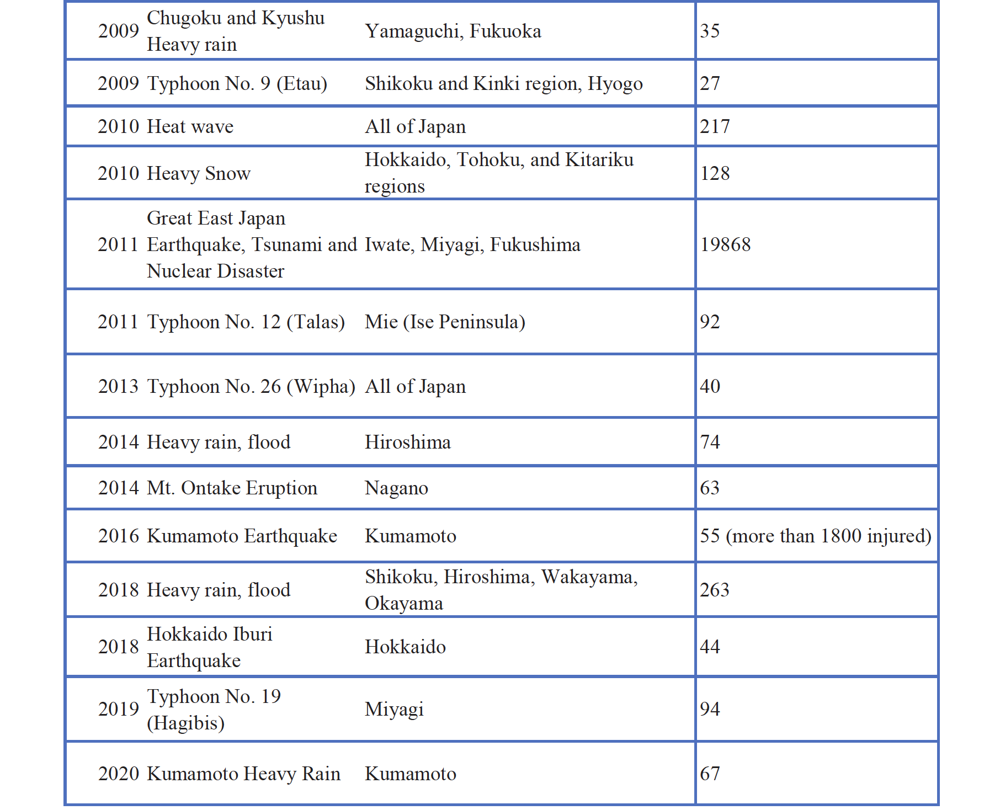 2009 Chugoku and Kyushu
Heavy rain Yamaguchi, Fukuoka 35
2009 Typhoon No. 9 (Etau) Shikoku and Kinki region, Hyogo 27
2010 Heat wave All of Japan 217
2010 Heavy Snow Hokkaido, Tohoku, and Kitariku
regions 128
Great East Japan
2011 Earthquake, Tsunami and Iwate, Miyagi, Fukushima 19868
Nuclear Disaster
2011 Typhoon No. 12 (Talas) Mie (Ise Peninsula) 92
2013 Typhoon No. 26 (Wipha) All of Japan 40
2014 Heavy rain, flood Hiroshima 74
2014 Mt. Ontake Eruption Nagano 63
2016 Kumamoto Earthquake Kumamoto 55 (more than 1800 injured)
2018 Heavy rain, flood Shikoku, Hiroshima, Wakayama,
Okayama 263
2018 Hokkaido Iburi
Earthquake Hokkaido 44
2019 Typhoon No. 19
(Hagibis) Miyagi 94
2020 Kumamoto Heavy Rain Kumamoto 67